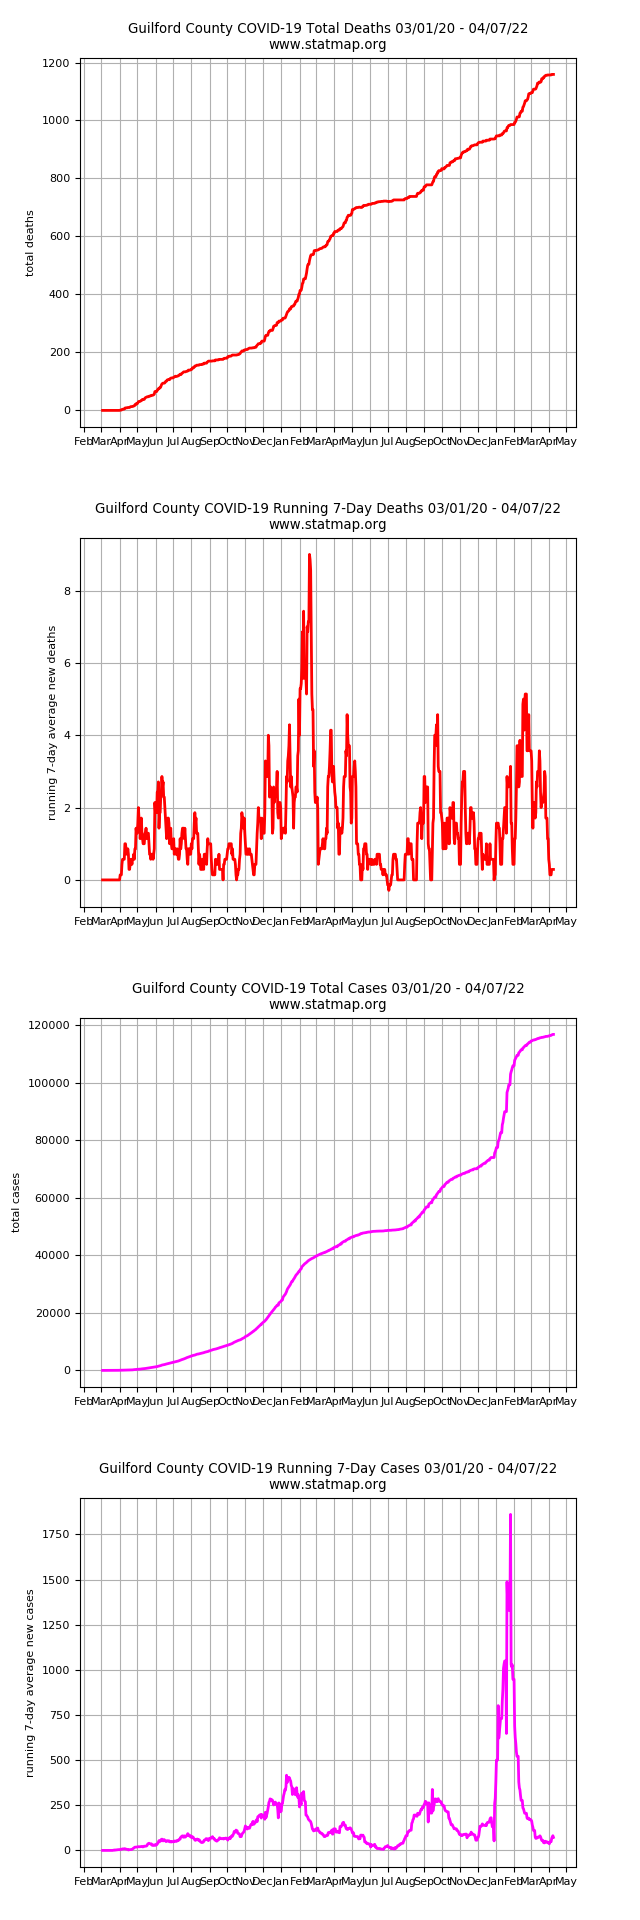 Guilford County COVID-19 Total Deaths 03/01/20 - 04/07/22
www.statmap.org
1200
1000
800
600
400
200
0
total deaths
Feb Mar Apr May Jun Jul Aug Sep Oct Nov Dec Jan Feb Mar Apr May Jun Jul Aug Sep Oct Nov Dec Jan Feb Mar Apr May
Guilford County COVID-19 Running 7-Day Deaths 03/01/20 - 04/07/22
www.statmap.org
8
6
4
2
0
running 7-day average new deaths
Feb Mar Apr May Jun Jul Aug Sep Oct Nov Dec Jan Feb Mar Apr May Jun Jul Aug Sep Oct Nov Dec Jan Feb Mar Apr May
Guilford County COVID-19 Total Cases 03/01/20 - 04/07/22
www.statmap.org
120000
100000
80000
60000
40000
20000
0
total cases
Feb Mar Apr May Jun Jul Aug Sep Oct Nov Dec Jan Feb Mar Apr May Jun Jul Aug Sep Oct Nov Dec Jan Feb Mar Apr May
Guilford County COVID-19 Running 7-Day Cases 03/01/20 - 04/07/22
www.statmap.org
1750
1500
1250
1000
750
500
250
0
running 7-day average new cases
Feb Mar Apr May Jun Jul Aug Sep Oct Nov Dec Jan Feb Mar Apr May Jun Jul Aug Sep Oct Nov Dec Jan Feb Mar Apr May